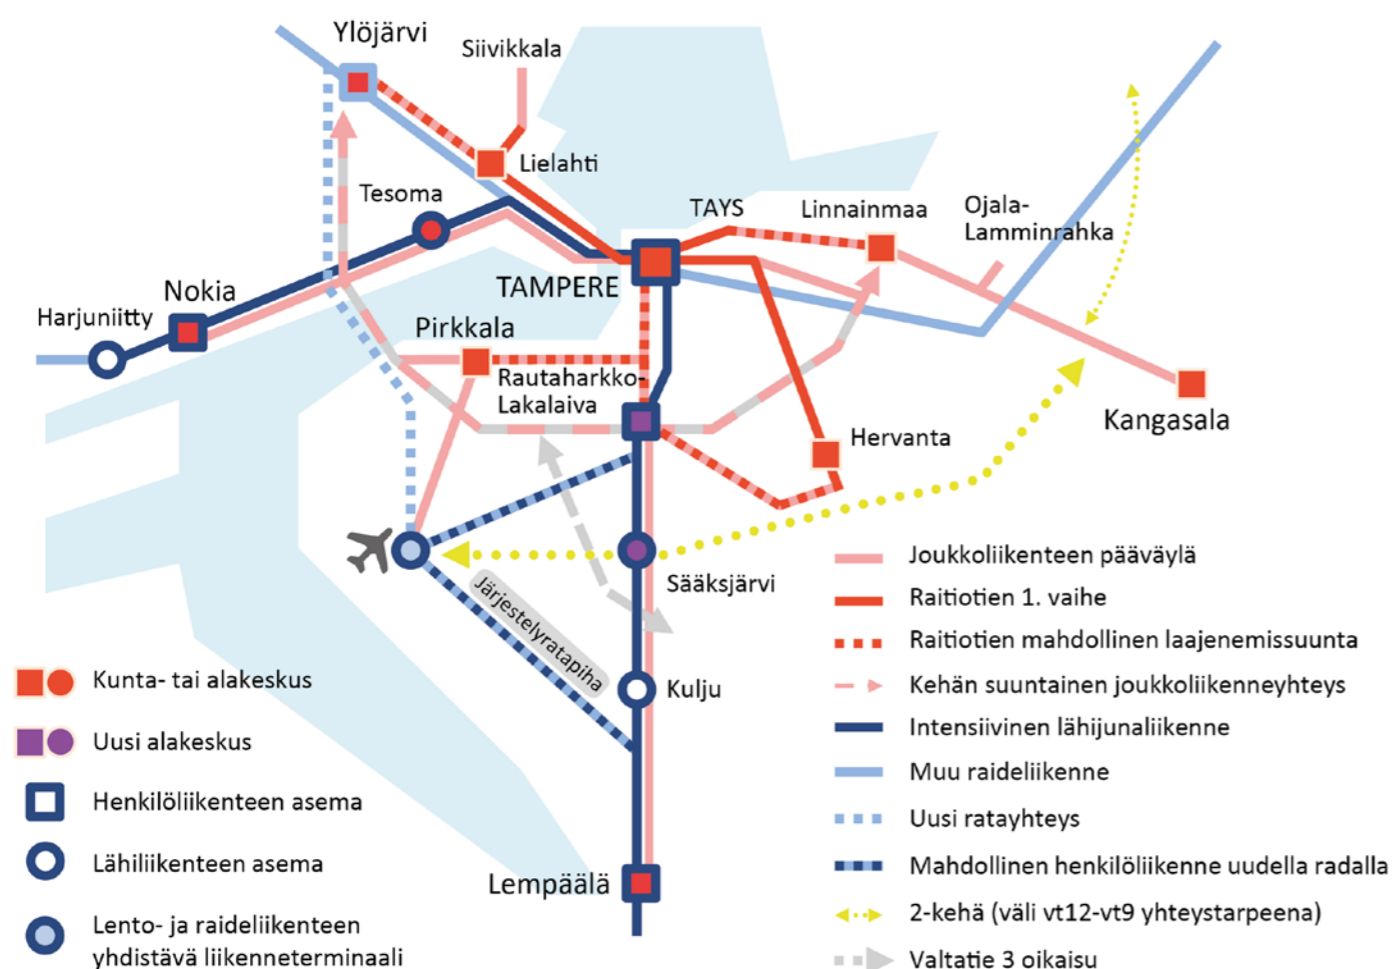 Ylöjärvi
Siivikkala
Lielahti
Tesoma
TAYS
Linnainmaa
Ojala-
Lamminrahka
Nokia
Harjuniitty
TAMPERE
Pirkkala
Rautaharkko-
Lakalaiva
Kangasala
Hervanta
Sääksjärvi
Järjestelyratapiha
Kulju
Lempäälä
Kunta- tai alakeskus
Uusi alakeskus
Henkilöliikenteen asema
Lähiliikenteen asema
Lento- ja raideliikenteen
yhdistävä liikenneterminaali
Joukkoliikenteen pääväylä
Raitiotien 1. vaihe
Raitiotien mahdollinen laajenemissuunta
Kehän suuntainen joukkoliikenneyhteys
Intensiivinen lähijunaliikenne
Muu raideliikenne
Uusi ratayhteys
Mahdollinen henkilöliikenne uudella radalla
2-kehä (väli vt12-vt9 yhteystarpeena)
Valtatie 3 oikaisu